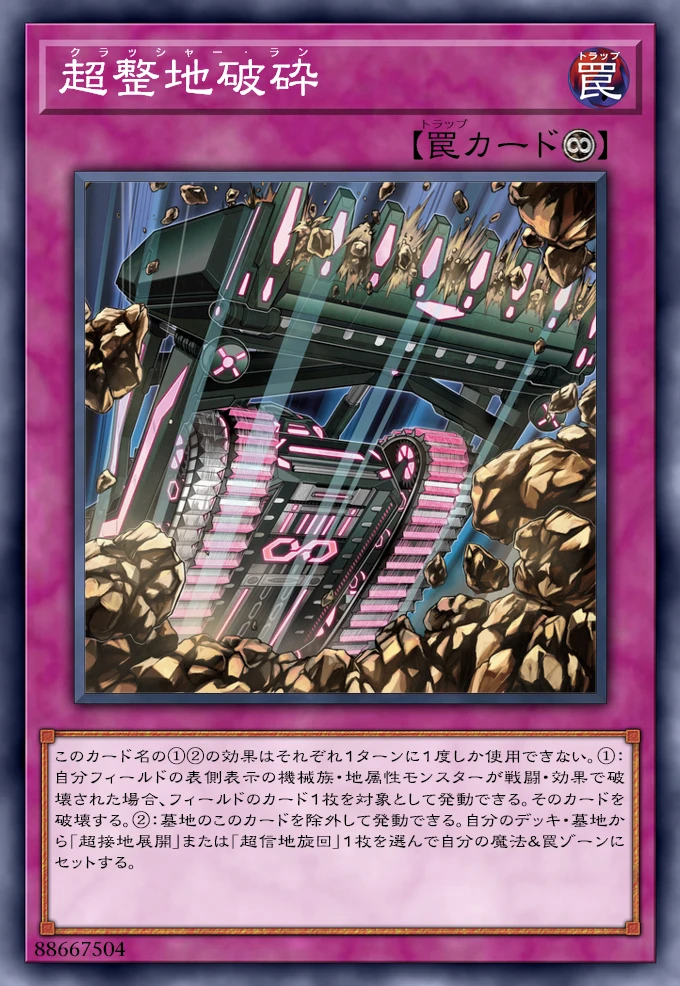 クラッシャー・ラン
超整地破砕
トラップ
罠
トラップ
【罠カード♾】
このカード名の①②の効果はそれぞれ1ターンに1度しか使用できない。①:
自分フィールドの表側表示の機械族・地属性モンスターが戦闘・効果で破
壊された場合、フィールドのカード1枚を対象として発動できる。そのカードを
破壊する。②:墓地のこのカードを除外して発動できる。自分のデッキ・墓地か
ら「超接地展開」または「超信地旋回」1枚を選んで自分の魔法&罠ゾーンに
セットする。
88667504